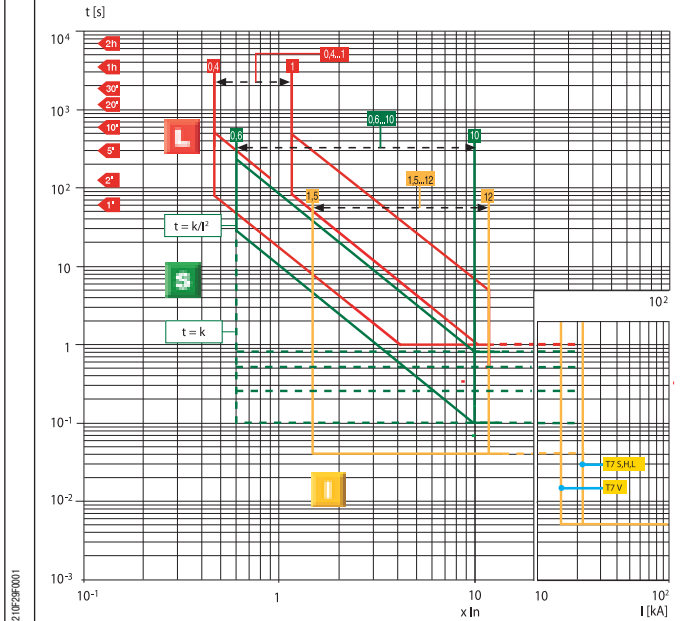 t [s]
10⁴
2h
1h
0,4
0,4...1
1
30'
20'
10³
10'
L
0,6
0,6...10
10
5'
2'
10²
1'
1,5
1,5...12
12
t = k/I²
S
10
10²
t = k
1
10⁻¹
T7 S,H,L
T7 V
I
10⁻²
10⁻³
10⁻¹
1
10
x In
10
10²
I [kA]
210F29F0001